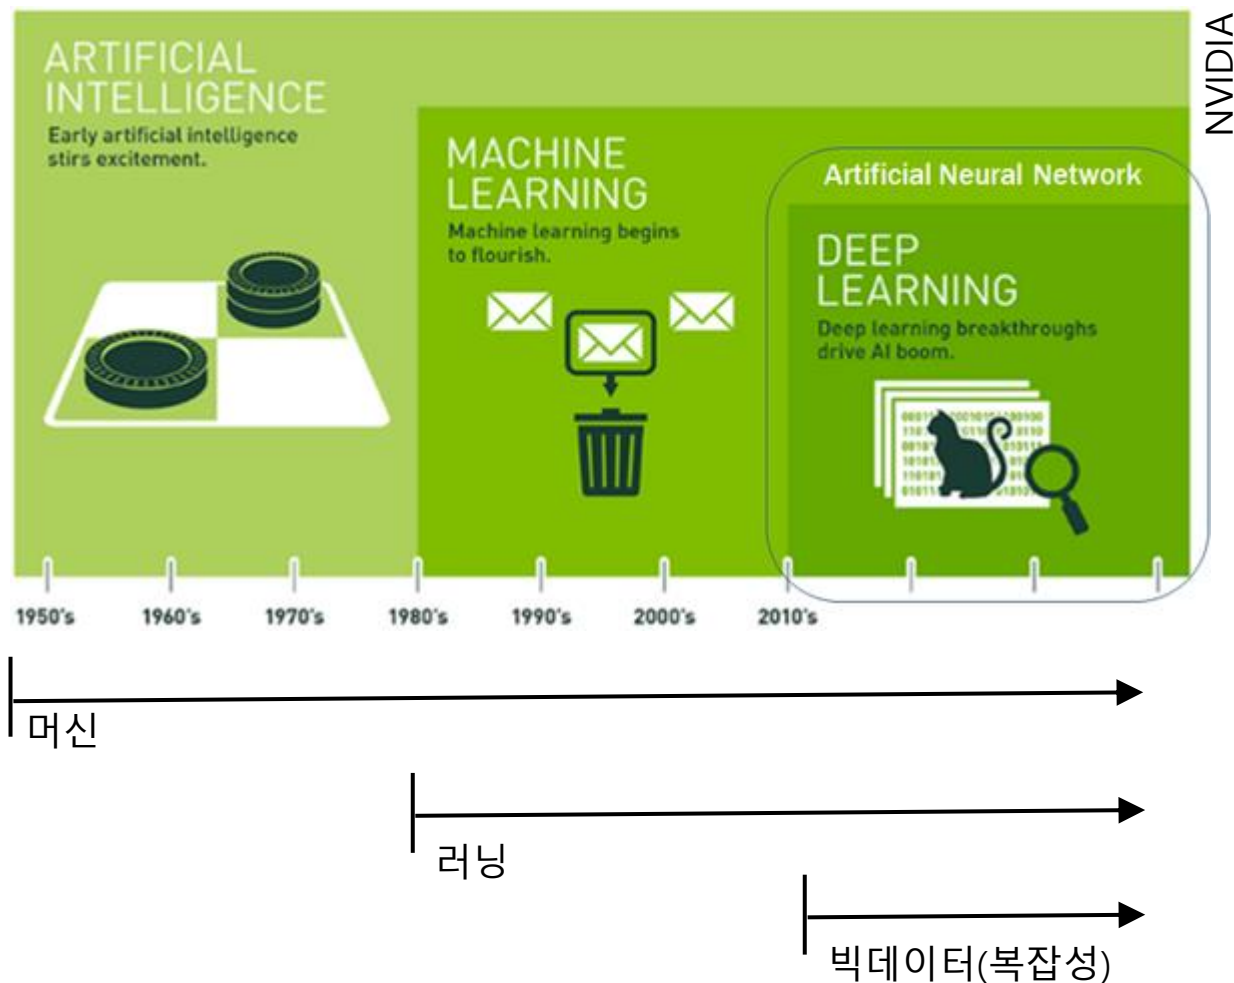 ARTIFICIAL
INTELLIGENCE
Early artificial intelligence
stirs excitement.
NVIDIA
MACHINE
LEARNING
Machine learning begins
to flourish.
Artificial Neural Network
DEEP
LEARNING
Deep learning breakthroughs
drive AI boom.
1950's 1960's 1970's 1980's 1990's 2000's 2010's
머신
러닝
빅데이터(복잡성)